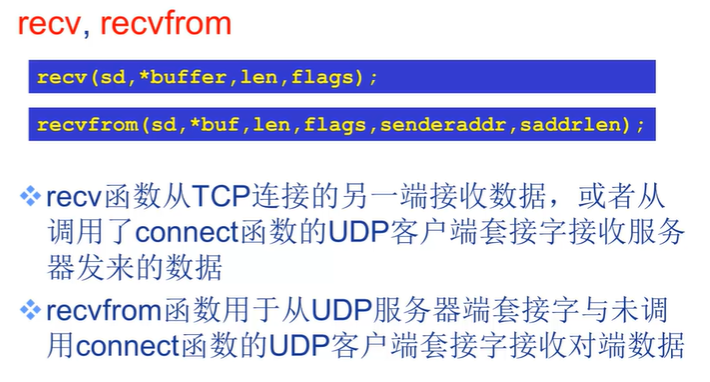 recv, recvfrom
recv(sd,*buffer,len,flags);
recvfrom(sd,*buf,len,flags,senderaddr,saddrlen);
recv函数从TCP连接的另一端接收数据，或者从
调用了connect函数的UDP客户端套接字接收服务
器发来的数据
recvfrom函数用于从UDP服务器端套接字与未调
用connect函数的UDP客户端套接字接收对端数据